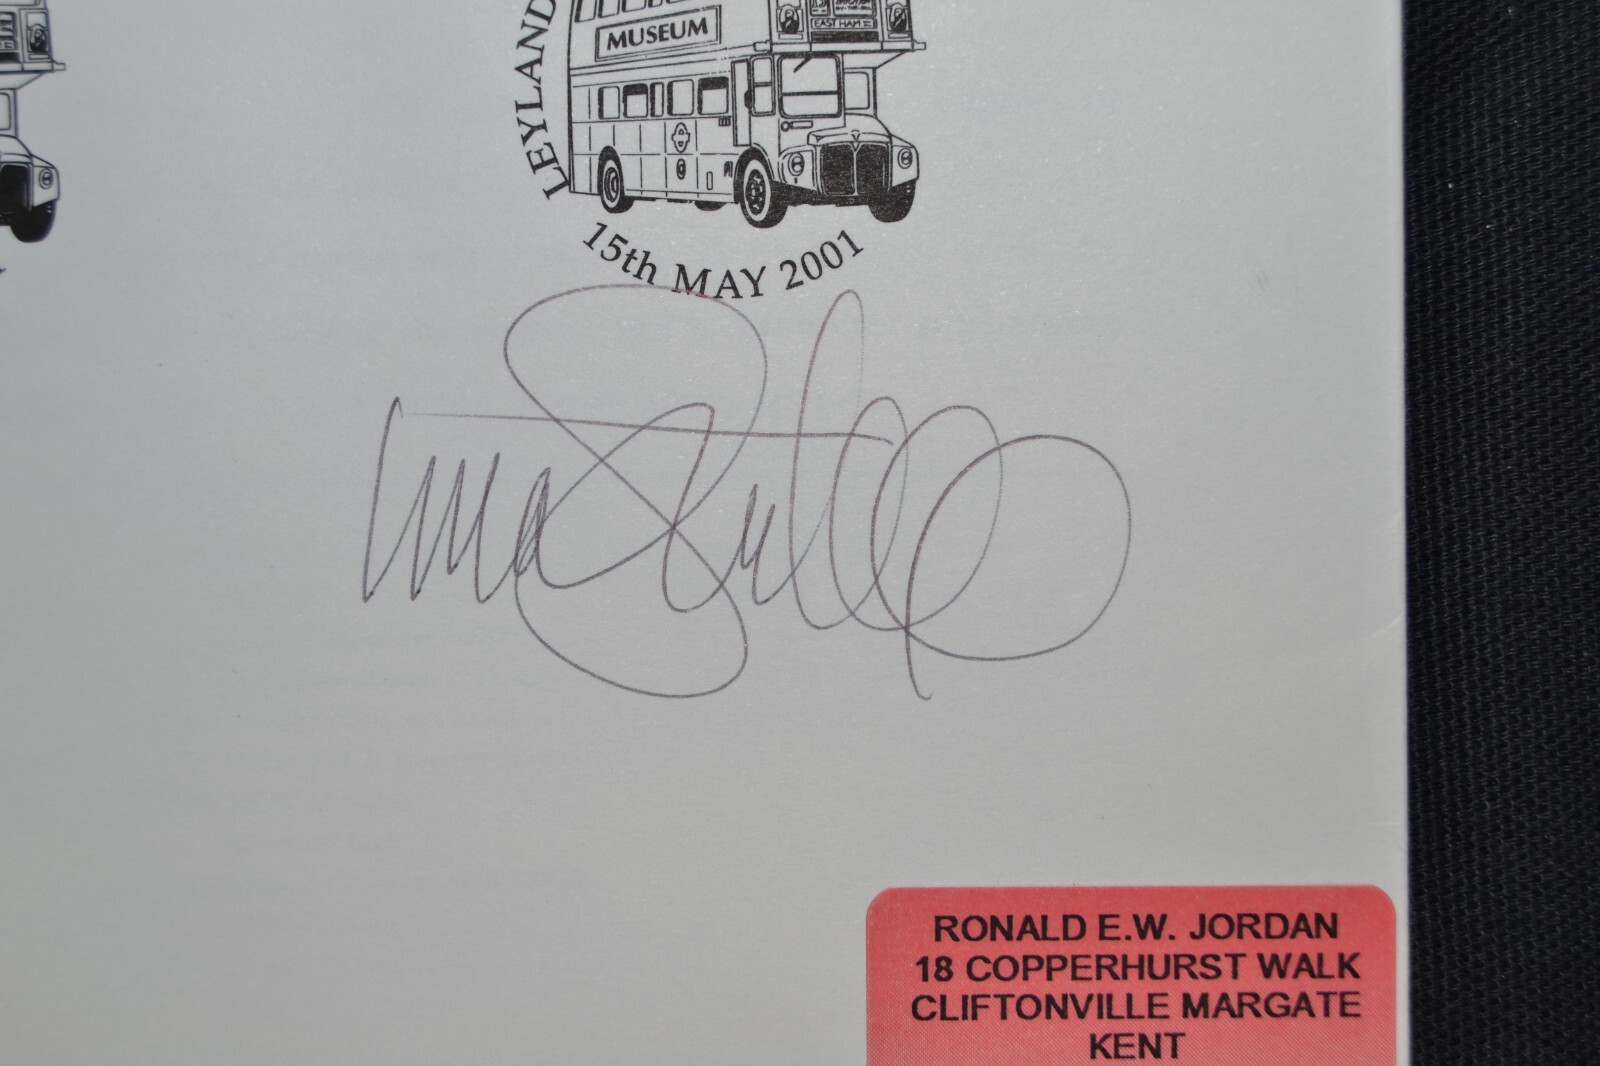 LEYLAND
MUSEUM
EAST HAM
15th MAY 2001
RONALD E.W. JORDAN
18 COPPERHURST WALK
CLIFTONVILLE MARGATE
KENT